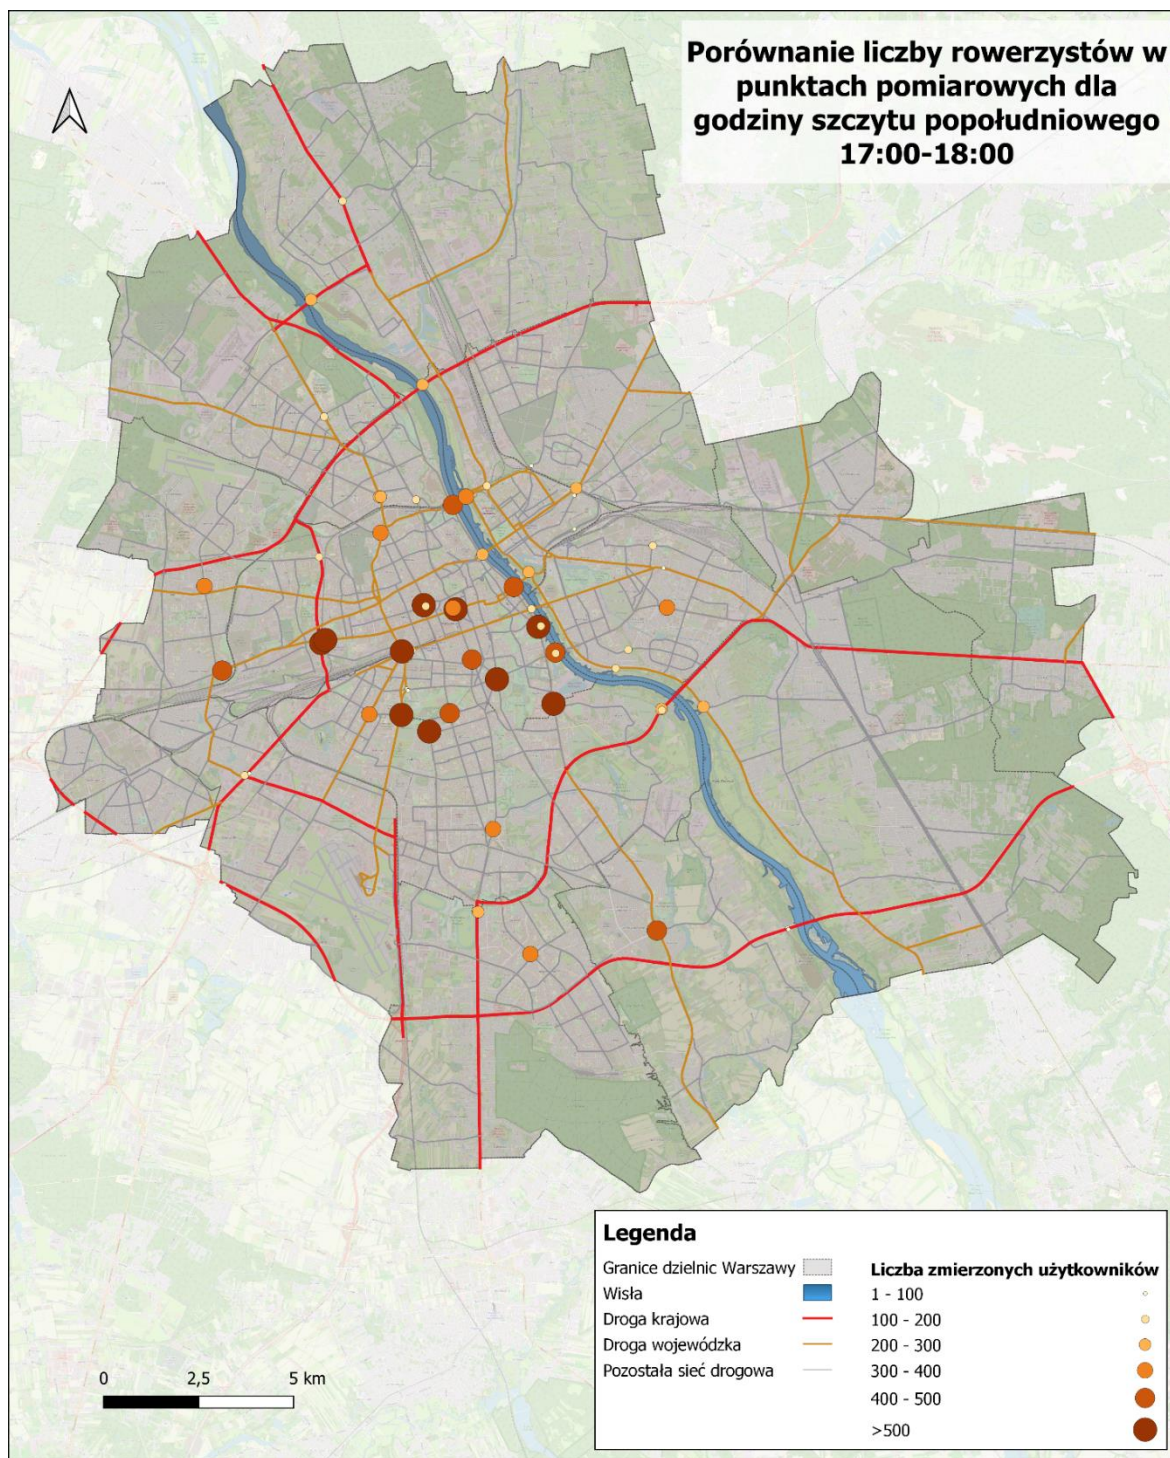 Porównanie liczby rowerzystów w
punktach pomiarowych dla
godziny szczytu popołudniowego
17:00-18:00
Legenda
Granice dzielnic Warszawy
Wisła
Droga krajowa
Droga wojewódzka
Pozostała sieć drogowa
Liczba zmierzonych użytkowników
1 - 100
100 - 200
200 - 300
300 - 400
400 - 500
>500
0 2,5 5 km